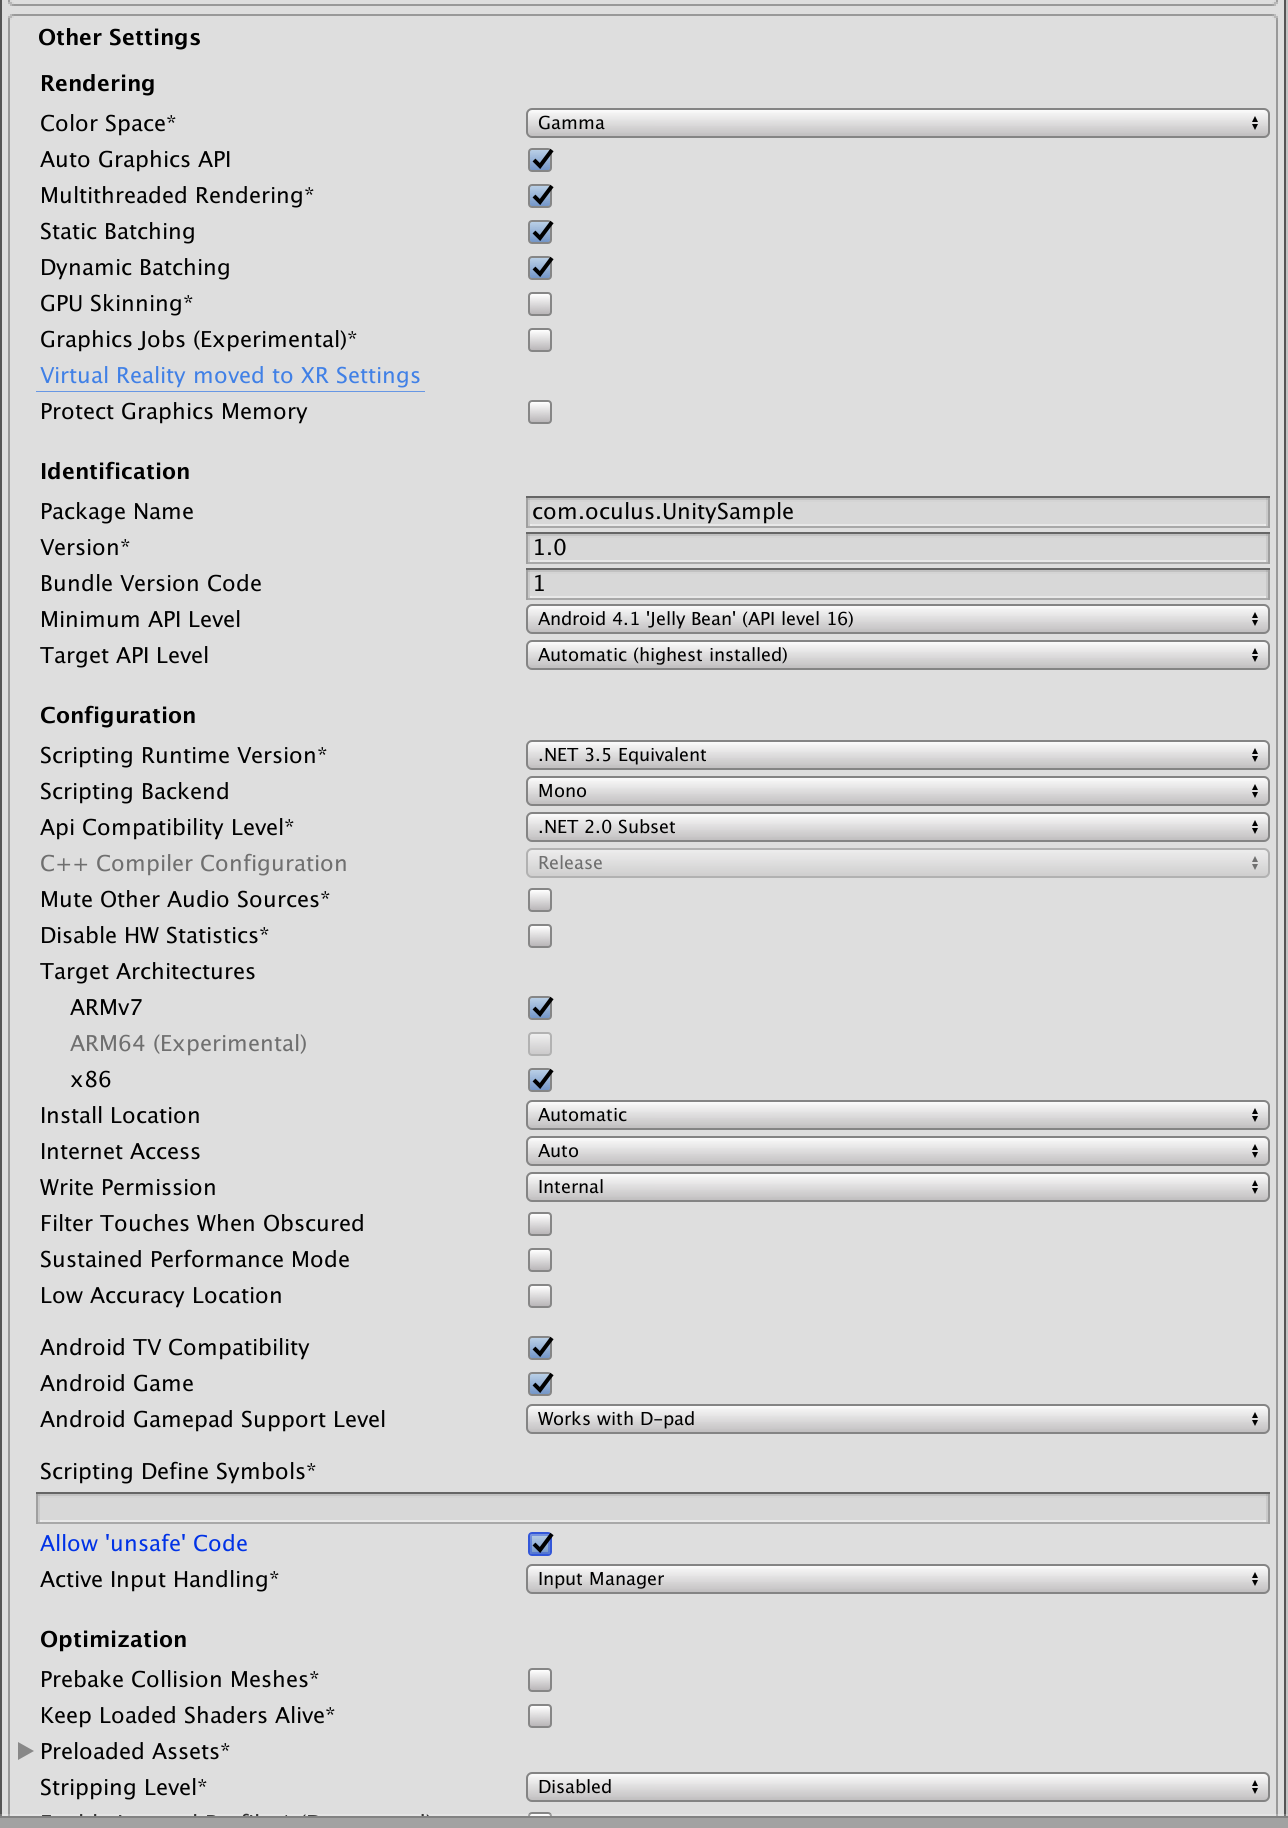 Other Settings
Rendering
Color Space* Gamma
Auto Graphics API
Multithreaded Rendering*
Static Batching
Dynamic Batching
GPU Skinning*
Graphics Jobs (Experimental)*
Virtual Reality moved to XR Settings
Protect Graphics Memory
Identification
Package Name com.oculus.UnitySample
Version* 1.0
Bundle Version Code 1
Minimum API Level Android 4.1 'Jelly Bean' (API level 16)
Target API Level Automatic (highest installed)
Configuration
Scripting Runtime Version* .NET 3.5 Equivalent
Scripting Backend Mono
Api Compatibility Level* .NET 2.0 Subset
C++ Compiler Configuration Release
Mute Other Audio Sources*
Disable HW Statistics*
Target Architectures
ARMv7
ARM64 (Experimental)
x86
Install Location Automatic
Internet Access Auto
Write Permission Internal
Filter Touches When Obscured
Sustained Performance Mode
Low Accuracy Location
Android TV Compatibility
Android Game
Android Gamepad Support Level Works with D-pad
Scripting Define Symbols*
Allow 'unsafe' Code
Active Input Handling* Input Manager
Optimization
Prebake Collision Meshes*
Keep Loaded Shaders Alive*
Preloaded Assets*
Stripping Level* Disabled